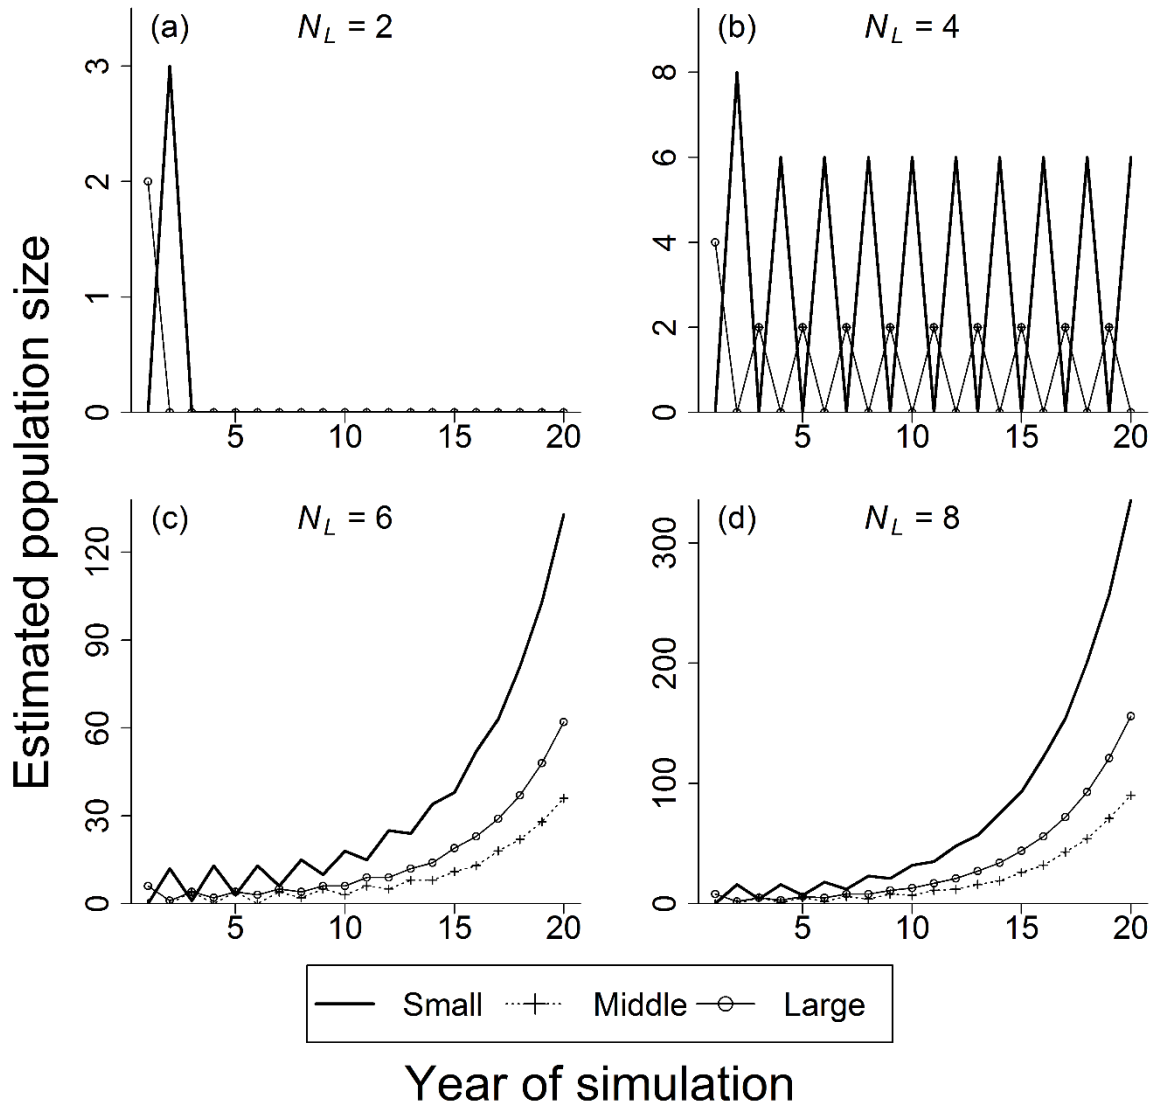 (a) N_L = 2
3
2
1
0
5 10 15 20
(b) N_L = 4
8
6
4
2
0
5 10 15 20
(c) N_L = 6
120
90
60
30
0
5 10 15 20
(d) N_L = 8
300
200
100
0
5 10 15 20
Estimated population size
Small Middle Large
Year of simulation